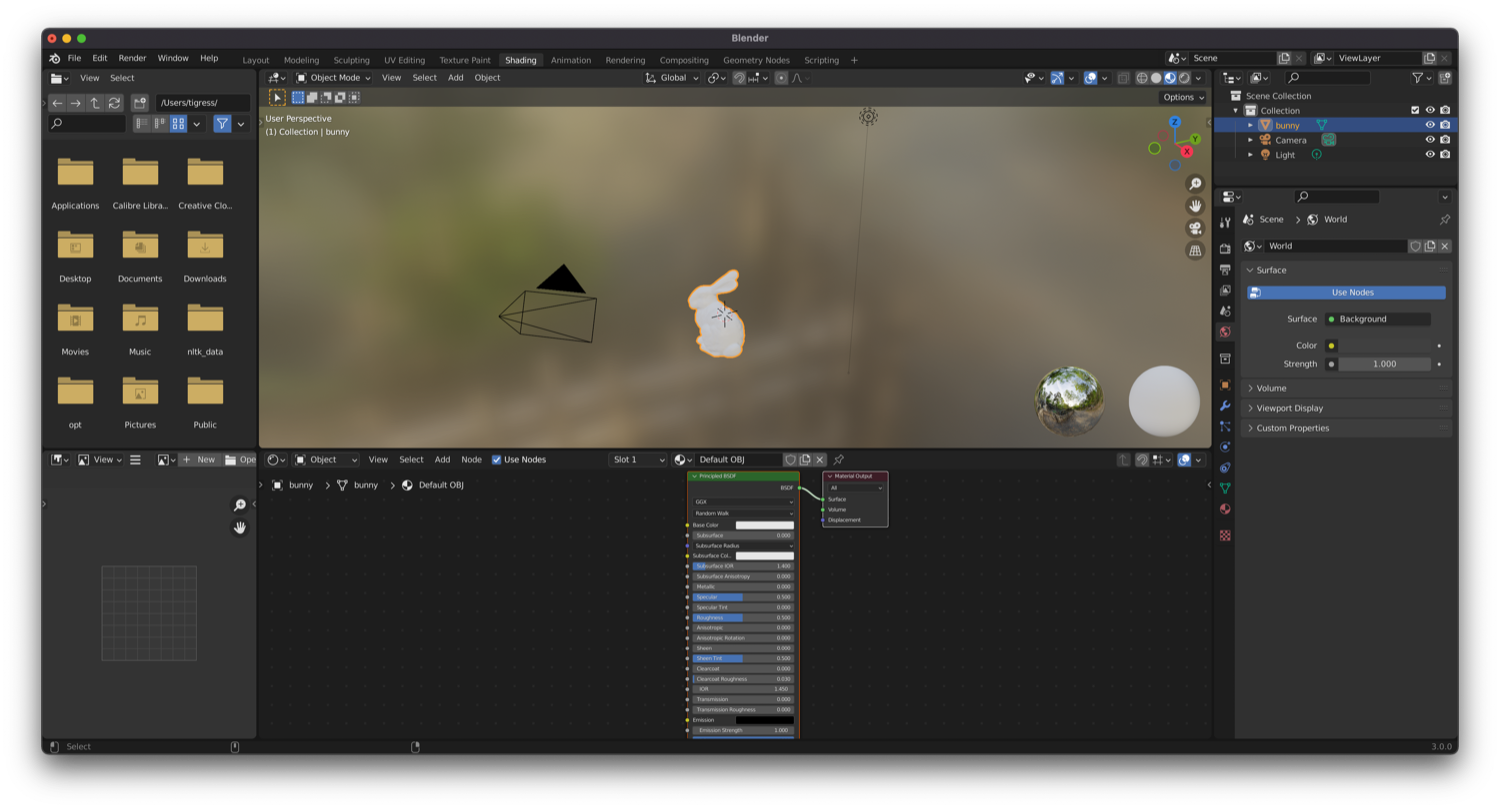 Blender
File Edit Render Window Help Layout Modeling Sculpting UV Editing Texture Paint Shading Animation Rendering Compositing Geometry Nodes Scripting + Scene ViewLayer
View Select
Object Mode View Select Add Object Global
/Users/tigress/
Options
User Perspective
(1) Collection | bunny
Z
Y
X
Applications Calibre Libra... Creative Clo...
Desktop Documents Downloads
Movies Music nltk_data
opt Pictures Public
Scene Collection
Collection
bunny
Camera
Light
Scene > World
World
Surface
Use Nodes
Surface Background
Color
Strength 1.000
Volume
Viewport Display
Custom Properties
View + New Ope
Object View Select Add Node Use Nodes Slot 1 Default OBJ
bunny > bunny > Default OBJ
Principled BSDF
BSDF
GGX
Random Walk
Base Color
Subsurface 0.000
Subsurface Radius
Subsurface Col..
Subsurface IOR 1.400
Subsurface Anisotropy 0.000
Metallic 0.000
Specular 0.500
Specular Tint 0.000
Roughness 0.500
Anisotropic 0.000
Anisotropic Rotation 0.000
Sheen 0.000
Sheen Tint 0.500
Clearcoat 0.000
Clearcoat Roughness 0.030
IOR 1.450
Transmission 0.000
Transmission Roughness 0.000
Emission
Emission Strength 1.000
Material Output
All
Surface
Volume
Displacement
Select
3.0.0